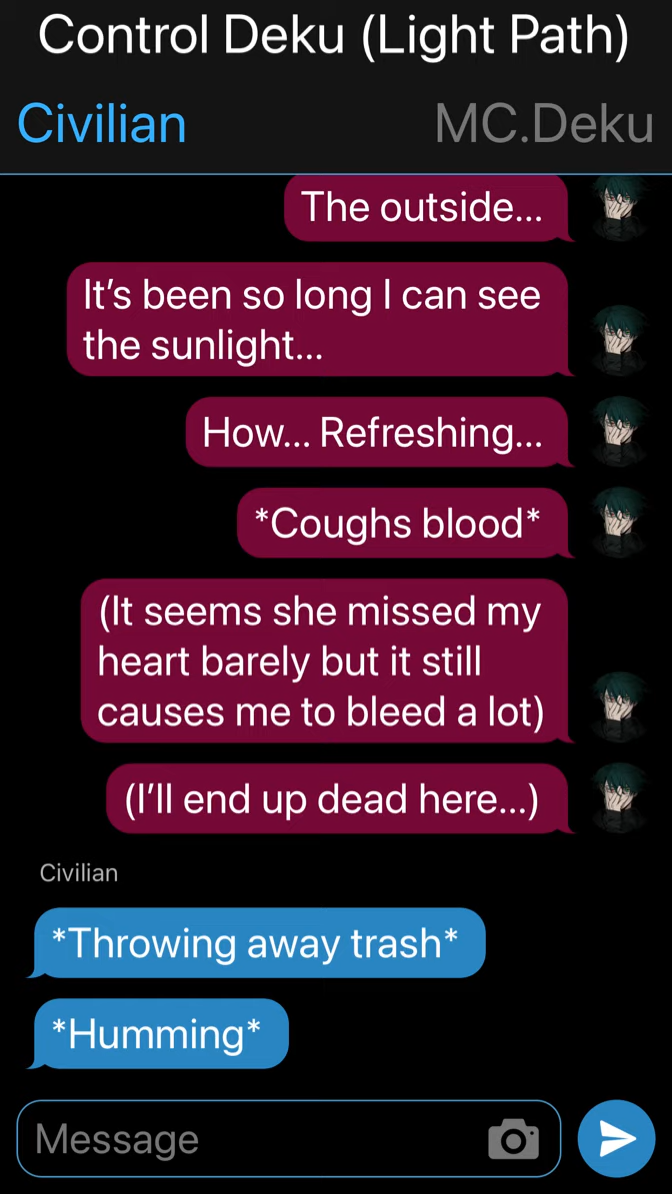 Control Deku (Light Path)
Civilian
MC.Deku
The outside...
It's been so long I can see
the sunlight...
How... Refreshing...
*Coughs blood*
(It seems she missed my
heart barely but it still
causes me to bleed a lot)
(I'll end up dead here...)
Civilian
*Throwing away trash*
*Humming*
Message